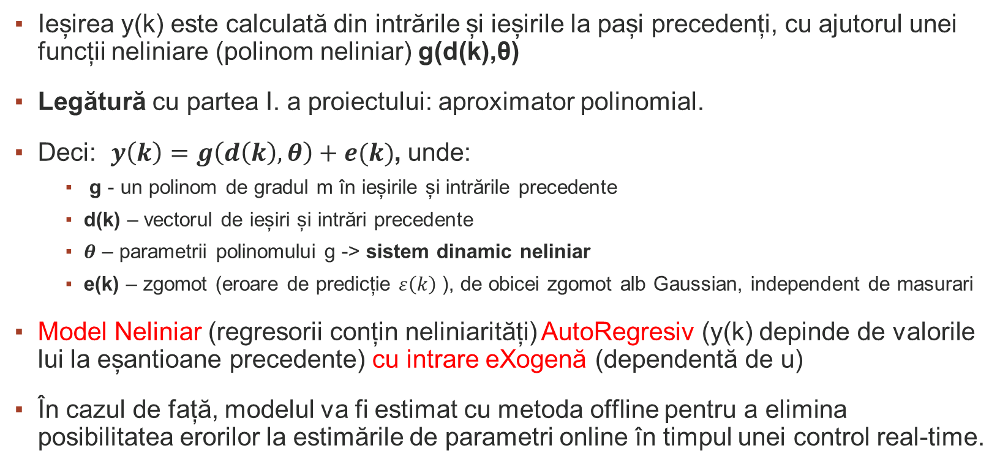 ▪ Ieșirea y(k) este calculată din intrările și ieșirile la pași precedenți, cu ajutorul unei
funcții neliniare (polinom neliniar) g(d(k),θ)
▪ Legătură cu partea I. a proiectului: aproximator polinomial.
▪ Deci: y(k) = g(d(k), θ) + e(k), unde:
▪ g - un polinom de gradul m în ieșirile și intrările precedente
▪ d(k) – vectorul de ieșiri și intrări precedente
▪ θ – parametrii polinomului g -> sistem dinamic neliniar
▪ e(k) – zgomot (eroare de predicție ε(k) ), de obicei zgomot alb Gaussian, independent de masurari
▪ Model Neliniar (regresorii conțin neliniarități) AutoRegresiv (y(k) depinde de valorile
lui la eșantioane precedente) cu intrare eXogenă (dependentă de u)
▪ În cazul de față, modelul va fi estimat cu metoda offline pentru a elimina
posibilitatea erorilor la estimările de parametri online în timpul unei control real-time.